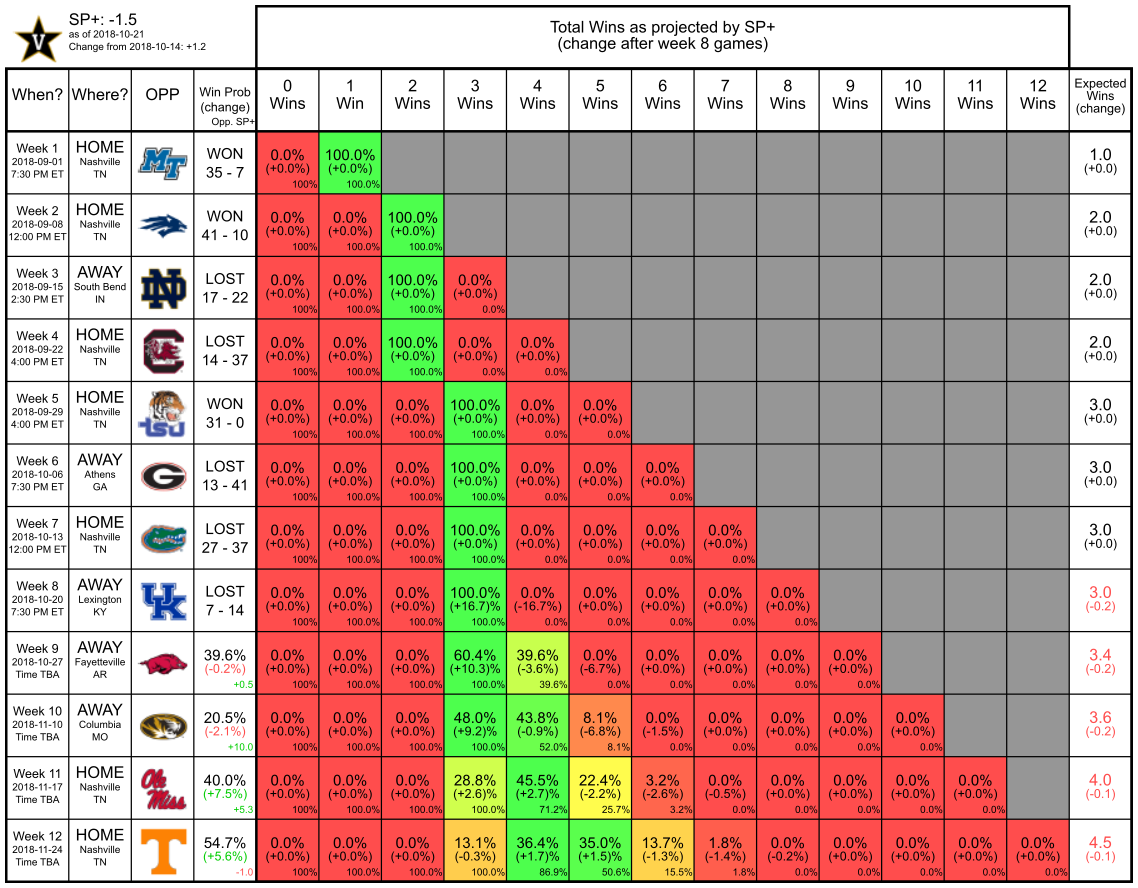 SP+: -1.5
as of 2018-10-21
Change from 2018-10-14: +1.2
V
Total Wins as projected by SP+
(change after week 8 games)
When? Where? OPP Win Prob (change) Opp. SP+ 0 Wins 1 Win 2 Wins 3 Wins 4 Wins 5 Wins 6 Wins 7 Wins 8 Wins 9 Wins 10 Wins 11 Wins 12 Wins Expected Wins (change)
Week 1 HOME MT WON 0.0% 100.0% 1.0
2018-09-01 Nashville (+0.0%) (+0.0%) (+0.0)
7:30 PM ET TN 35 - 7 100% 100.0%
Week 2 HOME WON 0.0% 0.0% 100.0% 2.0
2018-09-08 Nashville (+0.0%) (+0.0%) (+0.0%) (+0.0)
12:00 PM ET TN 41 - 10 100% 100.0% 100.0%
Week 3 AWAY ND LOST 0.0% 0.0% 100.0% 0.0% 2.0
2018-09-15 South Bend (+0.0%) (+0.0%) (+0.0%) (+0.0%) (+0.0)
2:30 PM ET IN 17 - 22 100% 100.0% 100.0% 0.0%
Week 4 HOME C LOST 0.0% 0.0% 100.0% 0.0% 0.0% 2.0
2018-09-22 Nashville (+0.0%) (+0.0%) (+0.0%) (+0.0%) (+0.0%) (+0.0)
4:00 PM ET TN 14 - 37 100% 100.0% 100.0% 0.0% 0.0%
Week 5 HOME tsu WON 0.0% 0.0% 0.0% 100.0% 0.0% 0.0% 3.0
2018-09-29 Nashville (+0.0%) (+0.0%) (+0.0%) (+0.0%) (+0.0%) (+0.0%) (+0.0)
4:00 PM ET TN 31 - 0 100% 100.0% 100.0% 100.0% 0.0% 0.0%
Week 6 AWAY G LOST 0.0% 0.0% 0.0% 100.0% 0.0% 0.0% 0.0% 3.0
2018-10-06 Athens (+0.0%) (+0.0%) (+0.0%) (+0.0%) (+0.0%) (+0.0%) (+0.0%) (+0.0)
7:30 PM ET GA 13 - 41 100% 100.0% 100.0% 100.0% 0.0% 0.0% 0.0%
Week 7 HOME LOST 0.0% 0.0% 0.0% 100.0% 0.0% 0.0% 0.0% 0.0% 3.0
2018-10-13 Nashville (+0.0%) (+0.0%) (+0.0%) (+0.0%) (+0.0%) (+0.0%) (+0.0%) (+0.0%) (+0.0)
12:00 PM ET TN 27 - 37 100% 100.0% 100.0% 100.0% 0.0% 0.0% 0.0% 0.0%
Week 8 AWAY UK LOST 0.0% 0.0% 0.0% 100.0% 0.0% 0.0% 0.0% 0.0% 0.0% 3.0
2018-10-20 Lexington (+0.0%) (+0.0%) (+0.0%) (+16.7)% (-16.7%) (+0.0%) (+0.0%) (+0.0%) (+0.0%) (-0.2)
7:30 PM ET KY 7 - 14 100% 100.0% 100.0% 100.0% 0.0% 0.0% 0.0% 0.0% 0.0%
Week 9 AWAY 39.6% 0.0% 0.0% 0.0% 60.4% 39.6% 0.0% 0.0% 0.0% 0.0% 0.0% 3.4
2018-10-27 Fayetteville (-0.2%) (+0.0%) (+0.0%) (+0.0%) (+10.3)% (-3.6%) (-6.7%) (+0.0%) (+0.0%) (+0.0%) (+0.0%) (-0.2)
Time TBA AR +0.5 100% 100.0% 100.0% 100.0% 39.6% 0.0% 0.0% 0.0% 0.0% 0.0%
Week 10 AWAY 20.5% 0.0% 0.0% 0.0% 48.0% 43.8% 8.1% 0.0% 0.0% 0.0% 0.0% 0.0% 3.6
2018-11-10 Columbia (-2.1%) (+0.0%) (+0.0%) (+0.0%) (+9.2)% (-0.9%) (-6.8%) (-1.5%) (+0.0%) (+0.0%) (+0.0%) (+0.0%) (-0.2)
Time TBA MO +10.0 100% 100.0% 100.0% 100.0% 52.0% 8.1% 0.0% 0.0% 0.0% 0.0% 0.0%
Week 11 HOME Ole Miss 40.0% 0.0% 0.0% 0.0% 28.8% 45.5% 22.4% 3.2% 0.0% 0.0% 0.0% 0.0% 0.0% 4.0
2018-11-17 Nashville (+7.5%) (+0.0%) (+0.0%) (+0.0%) (+2.6)% (+2.7)% (-2.2%) (-2.6%) (-0.5%) (+0.0%) (+0.0%) (+0.0%) (+0.0%) (-0.1)
Time TBA TN +5.3 100% 100.0% 100.0% 100.0% 71.2% 25.7% 3.2% 0.0% 0.0% 0.0% 0.0% 0.0%
Week 12 HOME T 54.7% 0.0% 0.0% 0.0% 13.1% 36.4% 35.0% 13.7% 1.8% 0.0% 0.0% 0.0% 0.0% 0.0% 4.5
2018-11-24 Nashville (+5.6%) (+0.0%) (+0.0%) (+0.0%) (-0.3%) (+1.7)% (+1.5)% (-1.3%) (-1.4%) (-0.2%) (+0.0%) (+0.0%) (+0.0%) (+0.0%) (-0.1)
Time TBA TN -1.0 100% 100.0% 100.0% 100.0% 86.9% 50.6% 15.5% 1.8% 0.0% 0.0% 0.0% 0.0% 0.0%